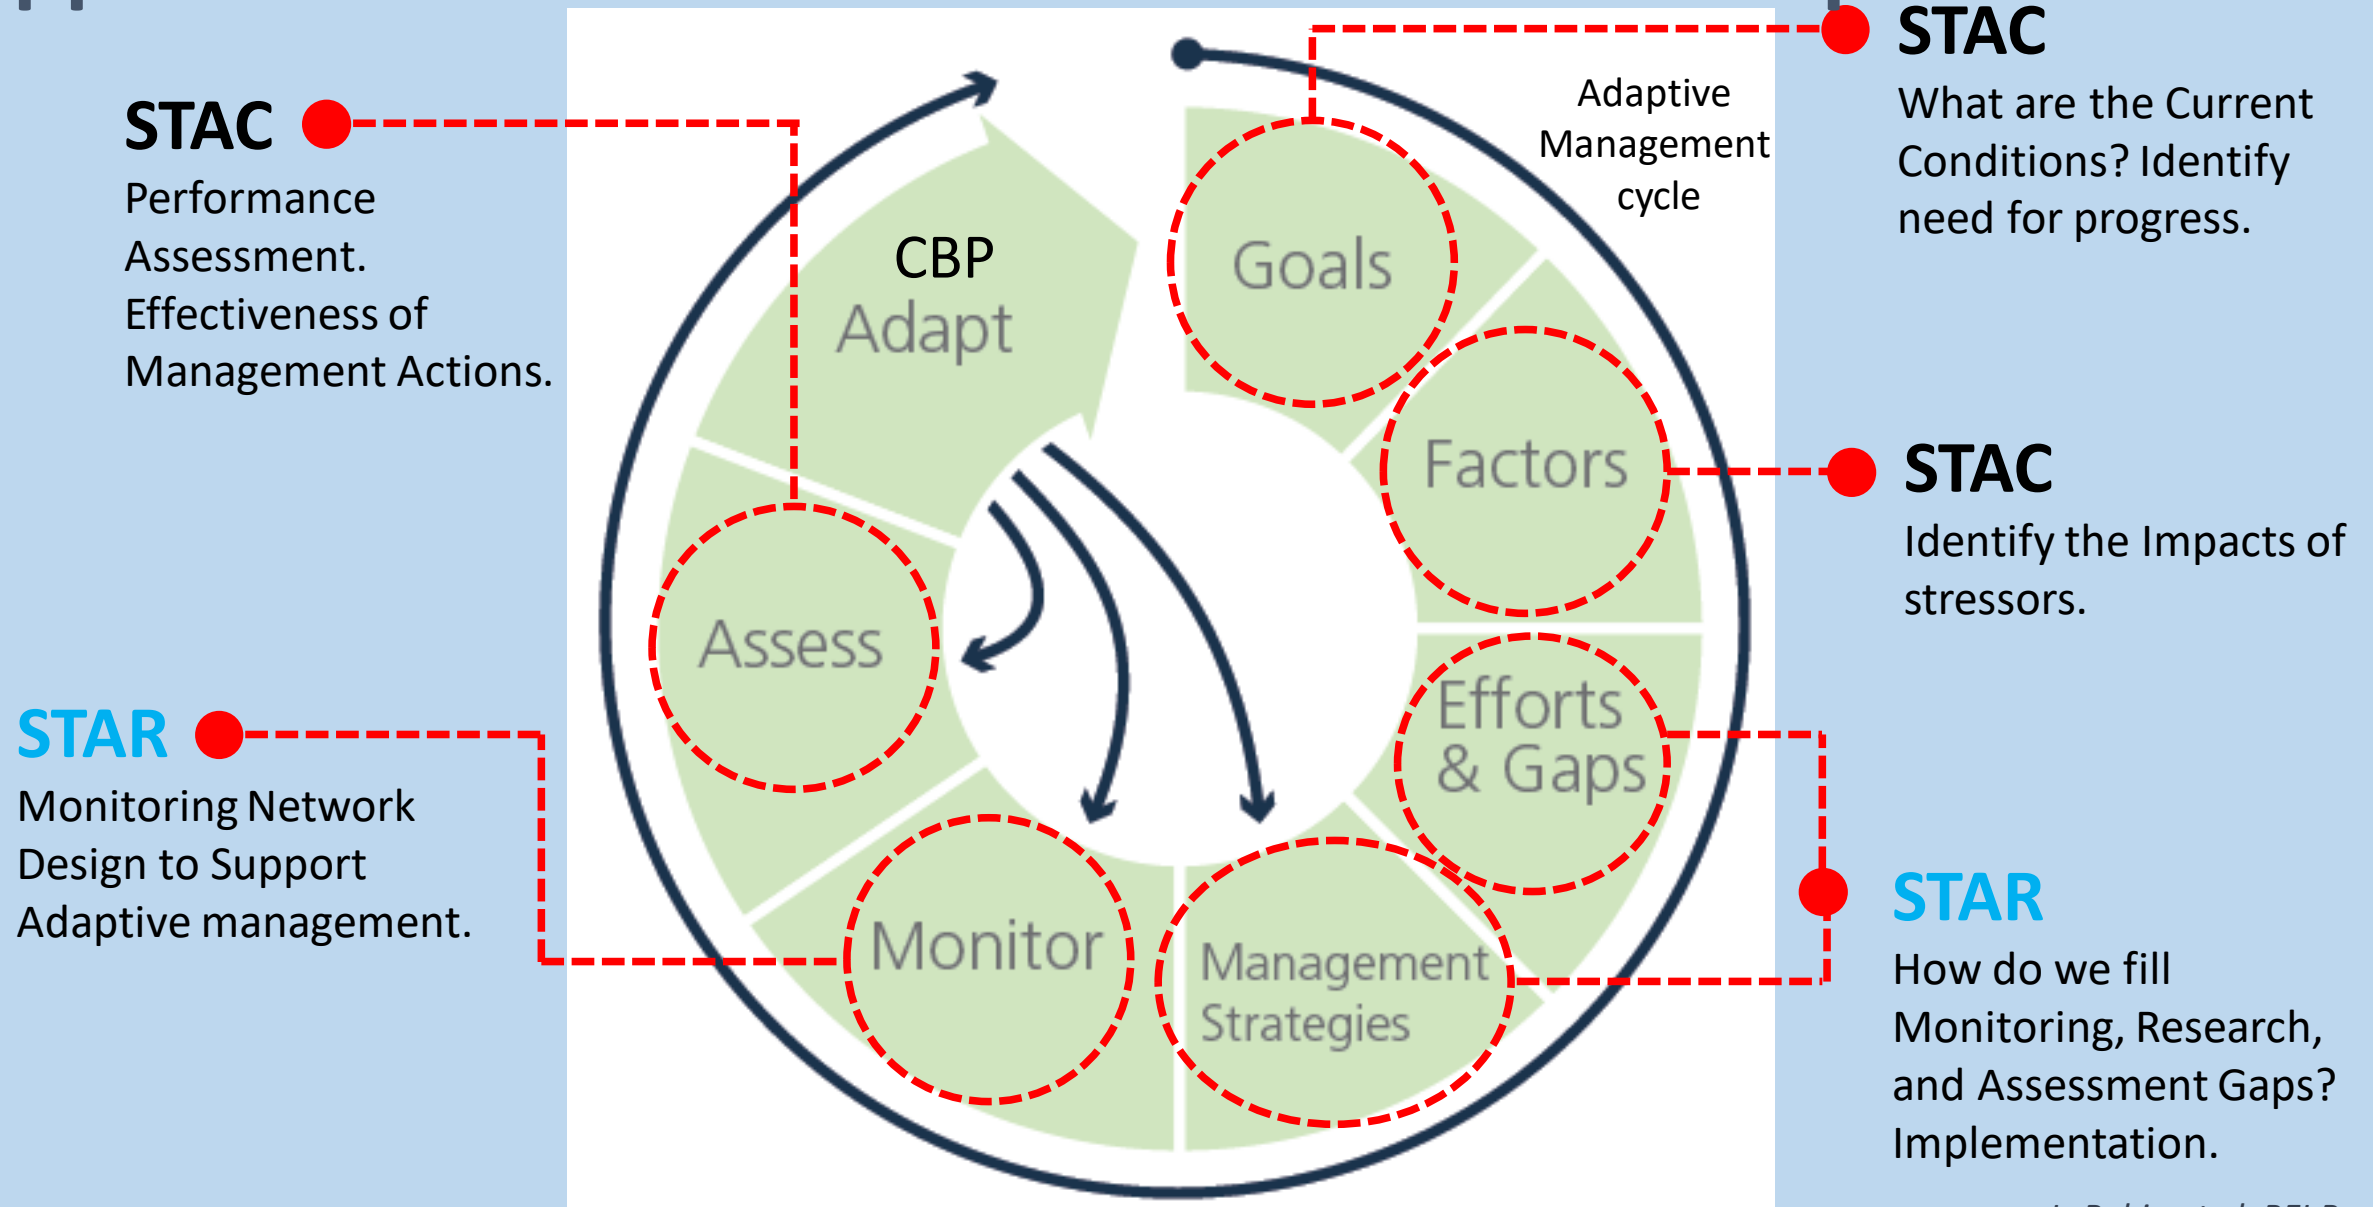 STAC
Performance
Assessment.
Effectiveness of
Management Actions.
STAR
Monitoring Network
Design to Support
Adaptive management.
Adaptive
Management
cycle
CBP
Adapt
Goals
Factors
Efforts
& Gaps
Management
Strategies
Monitor
Assess
STAC
What are the Current
Conditions? Identify
need for progress.
STAC
Identify the Impacts of
stressors.
STAR
How do we fill
Monitoring, Research,
and Assessment Gaps?
Implementation.